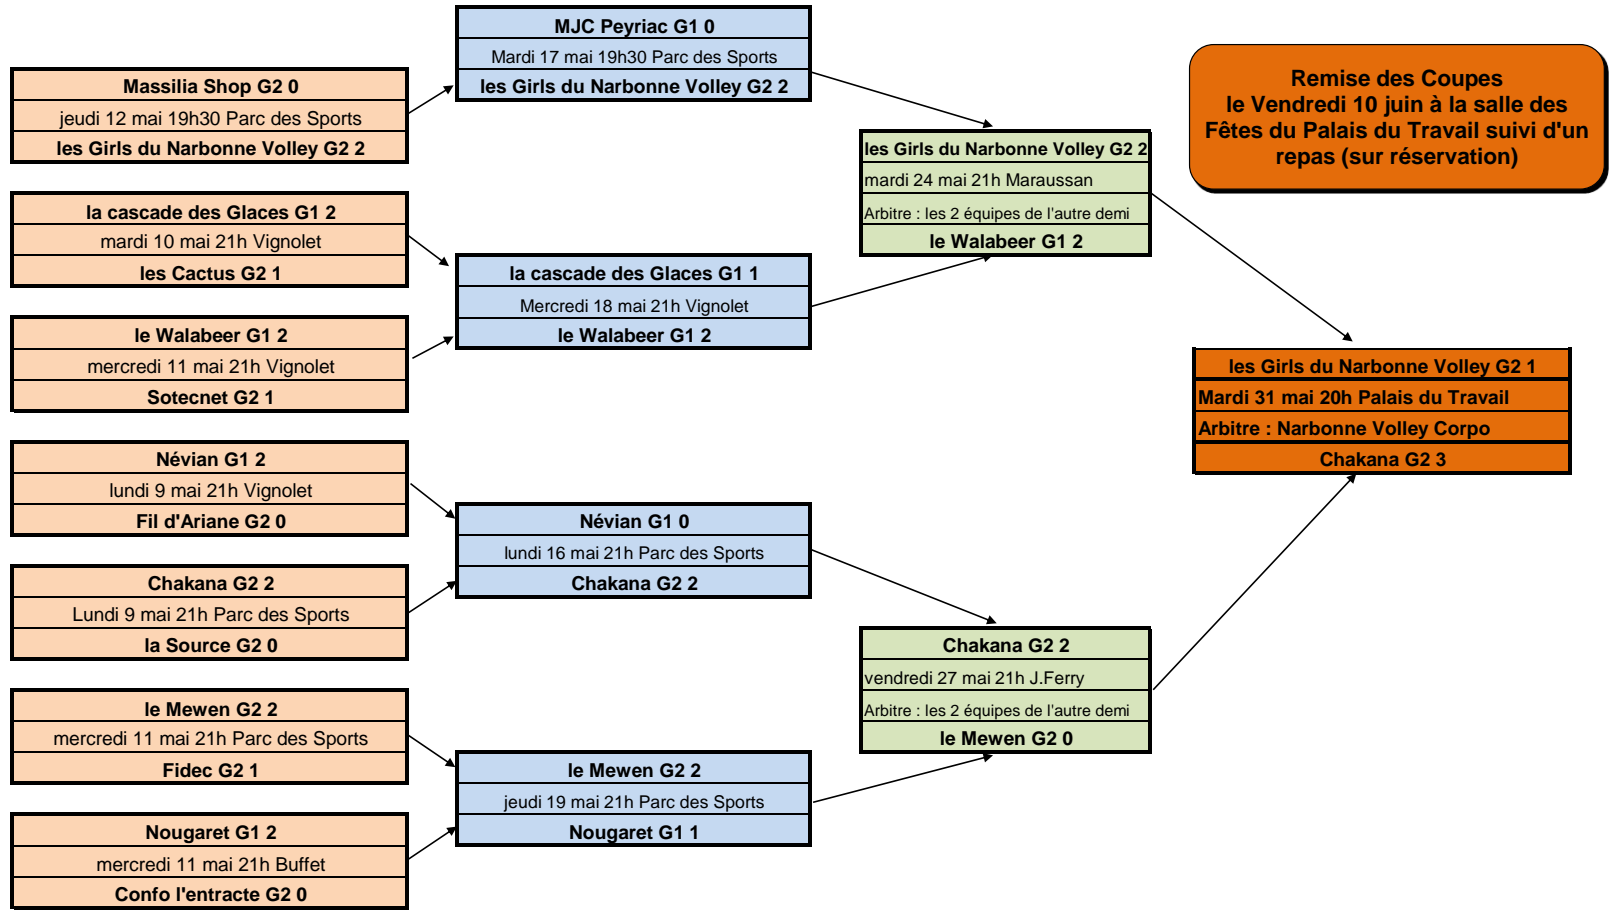 Massilia Shop G2 0
jeudi 12 mai 19h30 Parc des Sports
les Girls du Narbonne Volley G2 2
la cascade des Glaces G1 2
mardi 10 mai 21h Vignolet
les Cactus G2 1
le Walabeer G1 2
mercredi 11 mai 21h Vignolet
Sotecnet G2 1
Névian G1 2
lundi 9 mai 21h Vignolet
Fil d'Ariane G2 0
Chakana G2 2
Lundi 9 mai 21h Parc des Sports
la Source G2 0
le Mewen G2 2
mercredi 11 mai 21h Parc des Sports
Fidec G2 1
Nougaret G1 2
mercredi 11 mai 21h Buffet
Confo l'entracte G2 0
MJC Peyriac G1 0
Mardi 17 mai 19h30 Parc des Sports
les Girls du Narbonne Volley G2 2
la cascade des Glaces G1 1
Mercredi 18 mai 21h Vignolet
le Walabeer G1 2
Névian G1 0
lundi 16 mai 21h Parc des Sports
Chakana G2 2
le Mewen G2 2
jeudi 19 mai 21h Parc des Sports
Nougaret G1 1
les Girls du Narbonne Volley G2 2
mardi 24 mai 21h Maraussan
Arbitre : les 2 équipes de l'autre demi
le Walabeer G1 2
Chakana G2 2
vendredi 27 mai 21h J.Ferry
Arbitre : les 2 équipes de l'autre demi
le Mewen G2 0
Remise des Coupes
le Vendredi 10 juin à la salle des
Fêtes du Palais du Travail suivi d'un
repas (sur réservation)
les Girls du Narbonne Volley G2 1
Mardi 31 mai 20h Palais du Travail
Arbitre : Narbonne Volley Corpo
Chakana G2 3